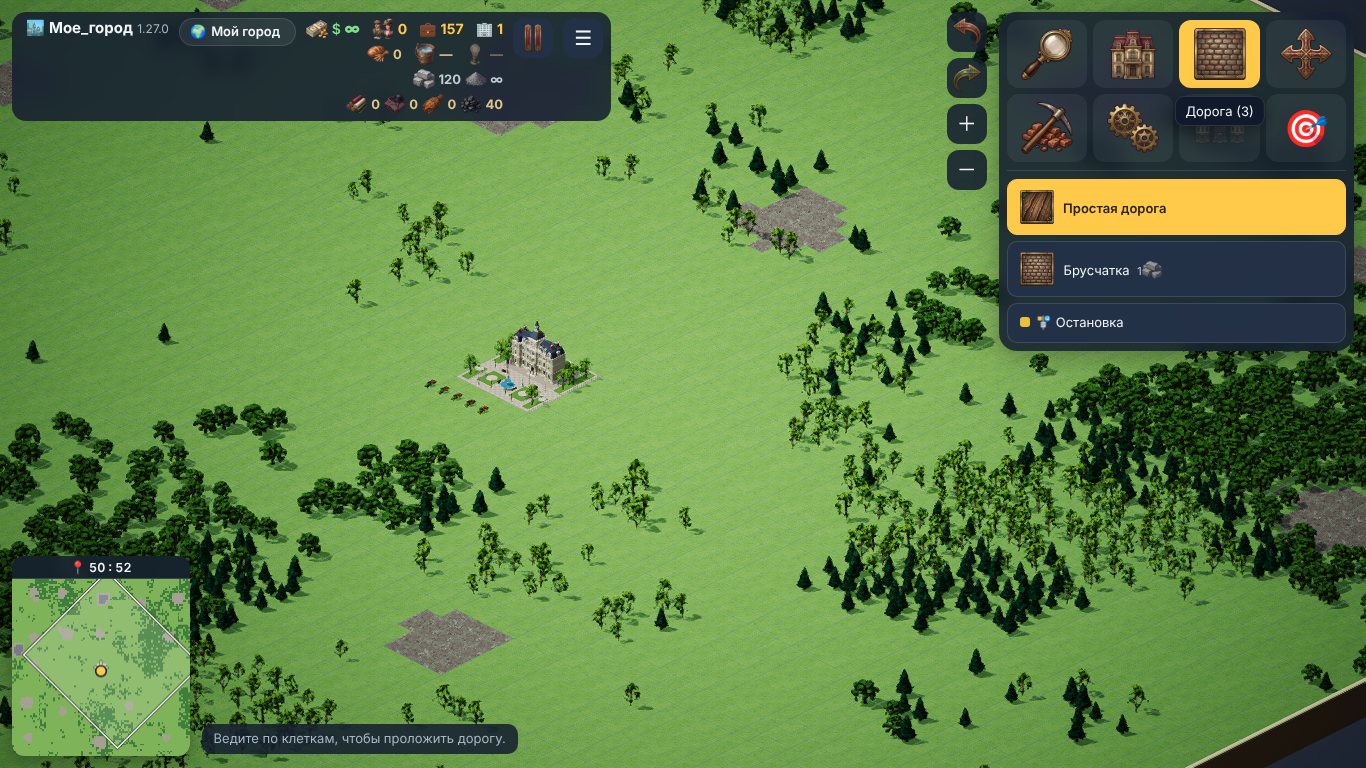 Мое_город 1.27.0
Мой город
$ ∞ 0 157 1
0 — —
120 ∞
0 0 0 40
Дорога (3)
Простая дорога
Брусчатка 1
Остановка
50 : 52
Ведите по клеткам, чтобы проложить дорогу.